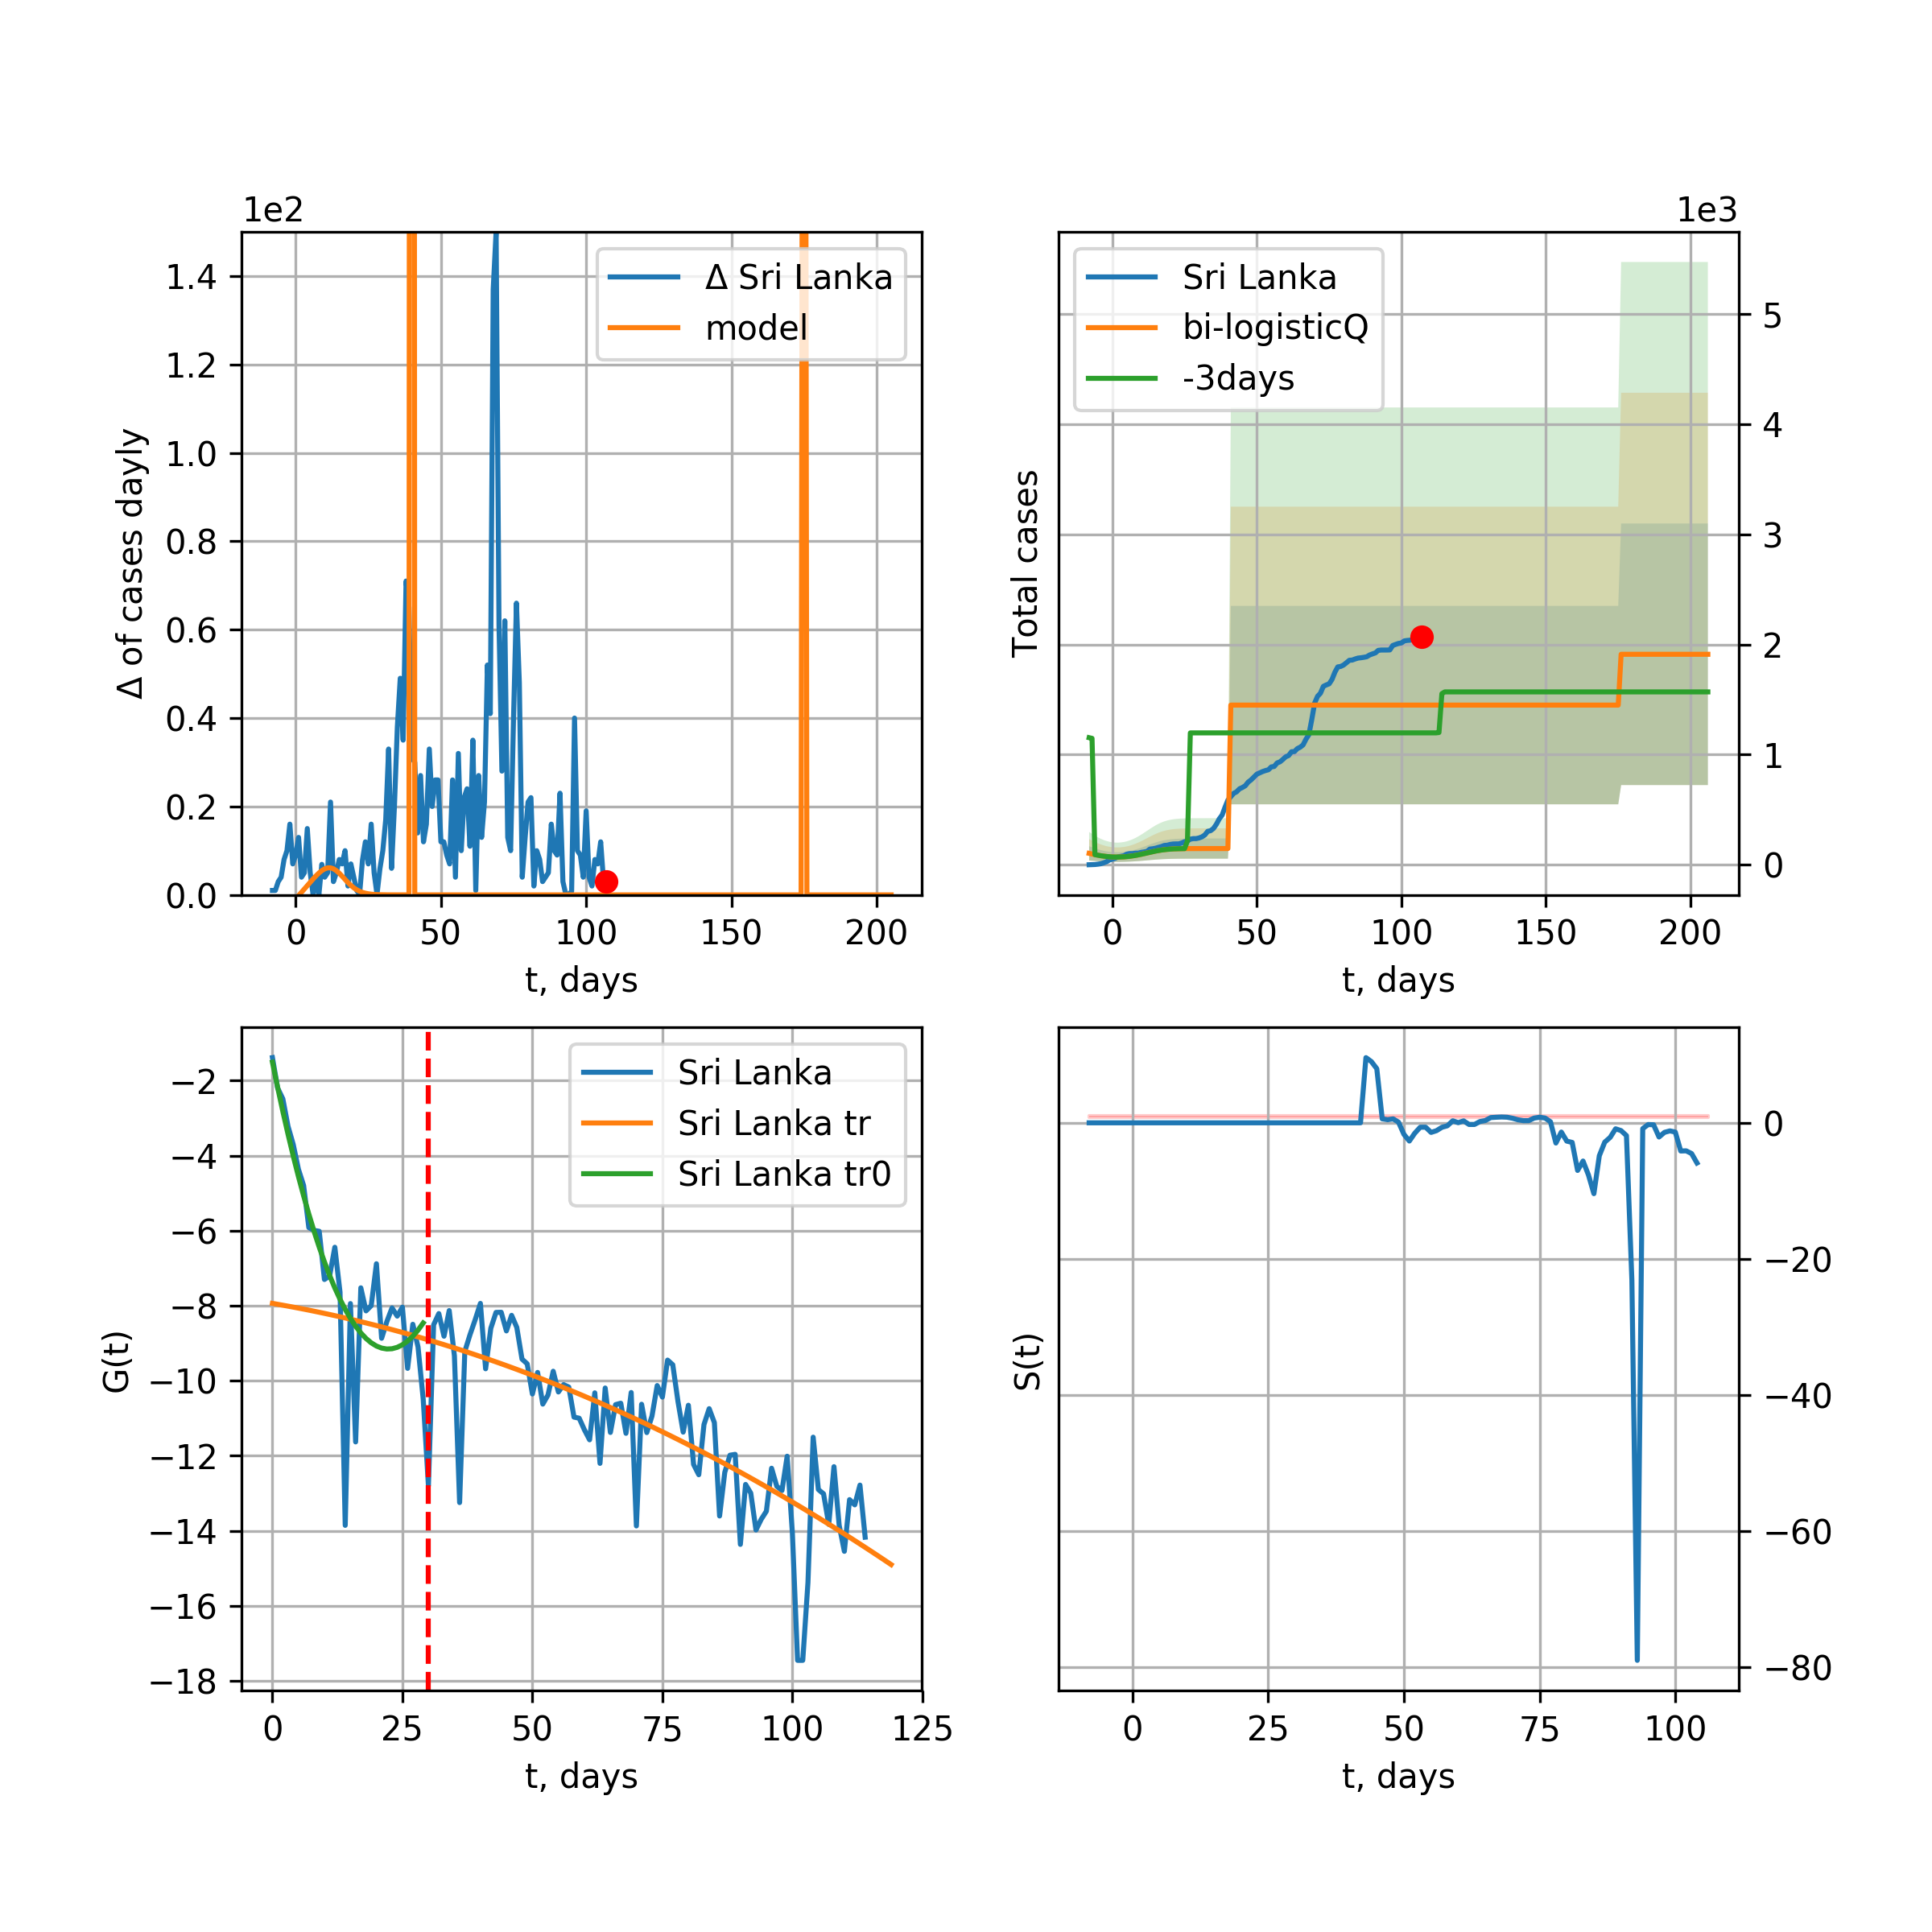 1e2
Δ of cases dayly
1.4
1.2
1.0
0.8
0.6
0.4
0.2
0.0
Δ Sri Lanka
model
0 50 100 150 200
t, days
1e3
Total cases
Sri Lanka
bi-logisticQ
-3days
5
4
3
2
1
0
0 50 100 150 200
t, days
G(t)
−2
−4
−6
−8
−10
−12
−14
−16
−18
Sri Lanka
Sri Lanka tr
Sri Lanka tr0
0 25 50 75 100 125
t, days
S(t)
0
−20
−40
−60
−80
0 25 50 75 100
t, days